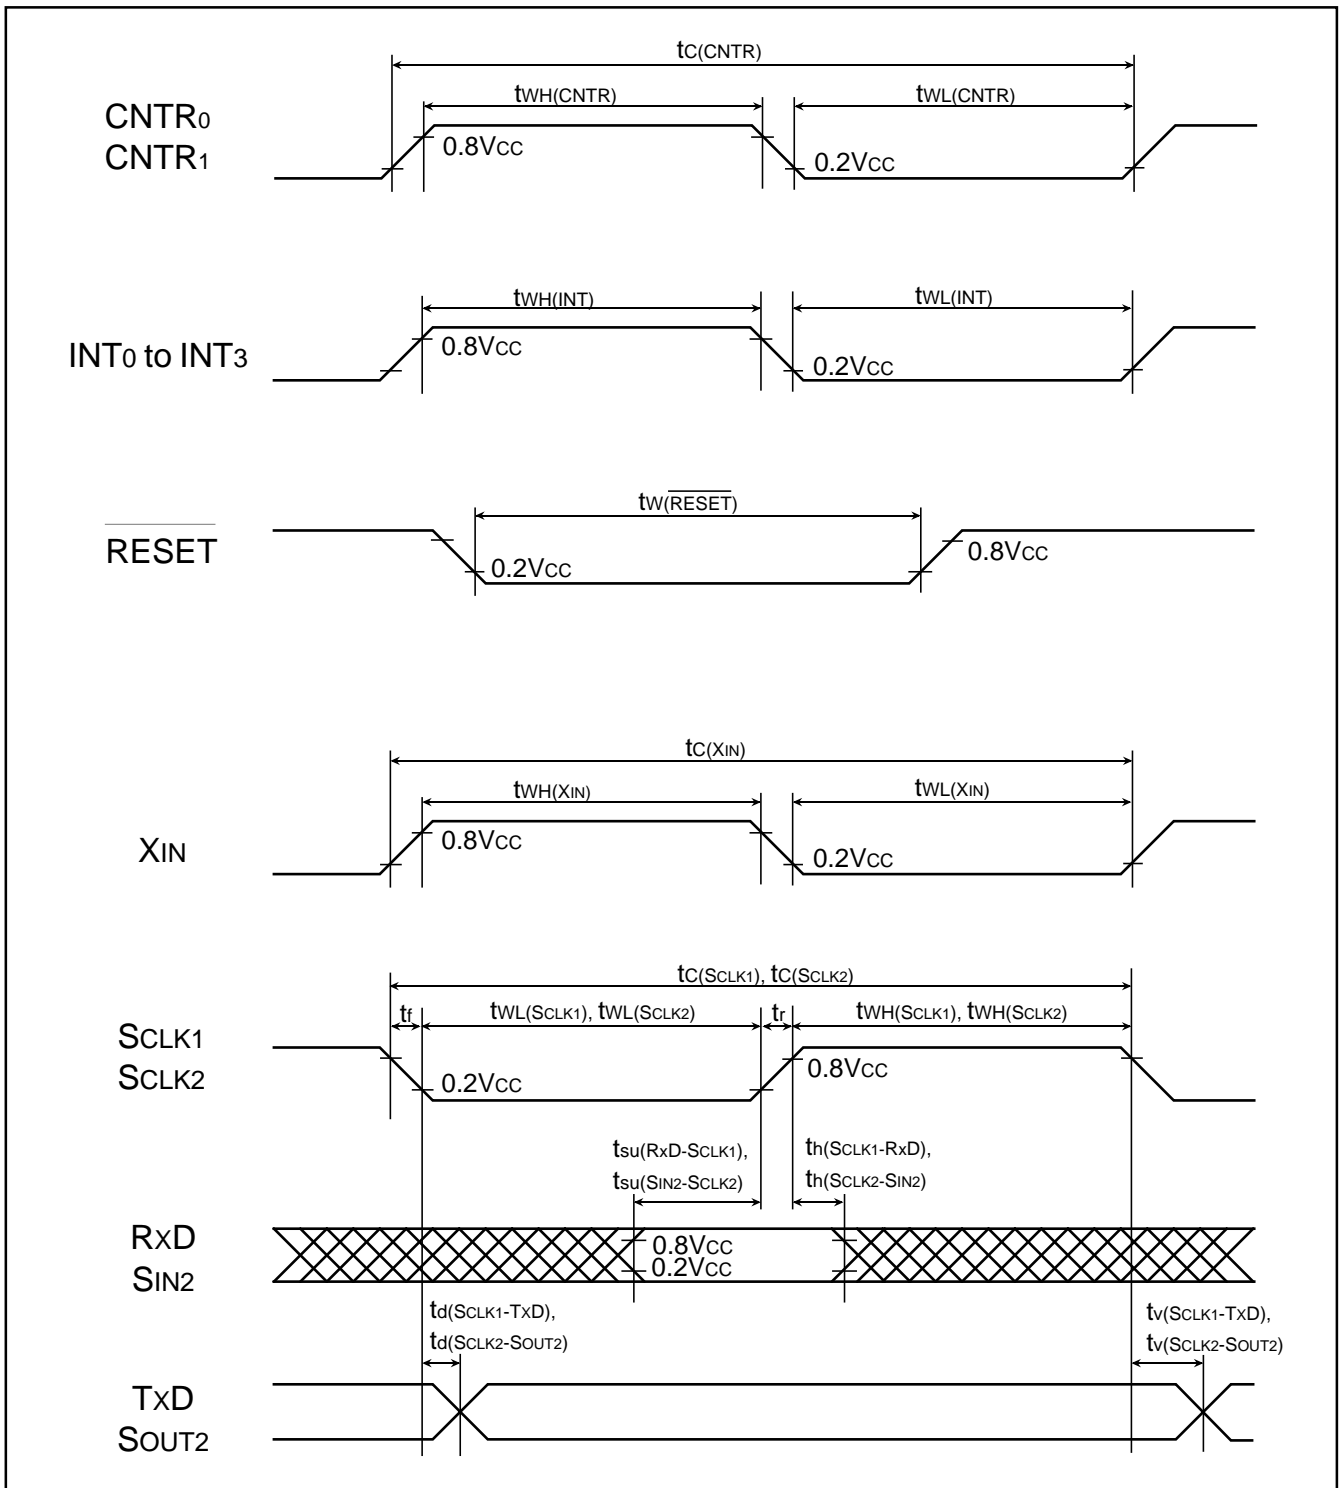 tC(CNTR)
tWH(CNTR)
tWL(CNTR)
CNTR0
CNTR1
0.8VCC
0.2VCC
tWH(INT)
tWL(INT)
INT0 to INT3
0.8VCC
0.2VCC
tW(RESET)
RESET
0.2VCC
0.8VCC
tC(XIN)
tWH(XIN)
tWL(XIN)
XIN
0.8VCC
0.2VCC
tC(SCLK1), tC(SCLK2)
tf
tWL(SCLK1), tWL(SCLK2)
tr
tWH(SCLK1), tWH(SCLK2)
SCLK1
SCLK2
0.2VCC
0.8VCC
tsu(RxD-SCLK1),
tsu(SIN2-SCLK2)
th(SCLK1-RxD),
th(SCLK2-SIN2)
RXD
SIN2
0.8VCC
0.2VCC
td(SCLK1-TXD),
td(SCLK2-SOUT2)
tv(SCLK1-TXD),
tv(SCLK2-SOUT2)
TXD
SOUT2